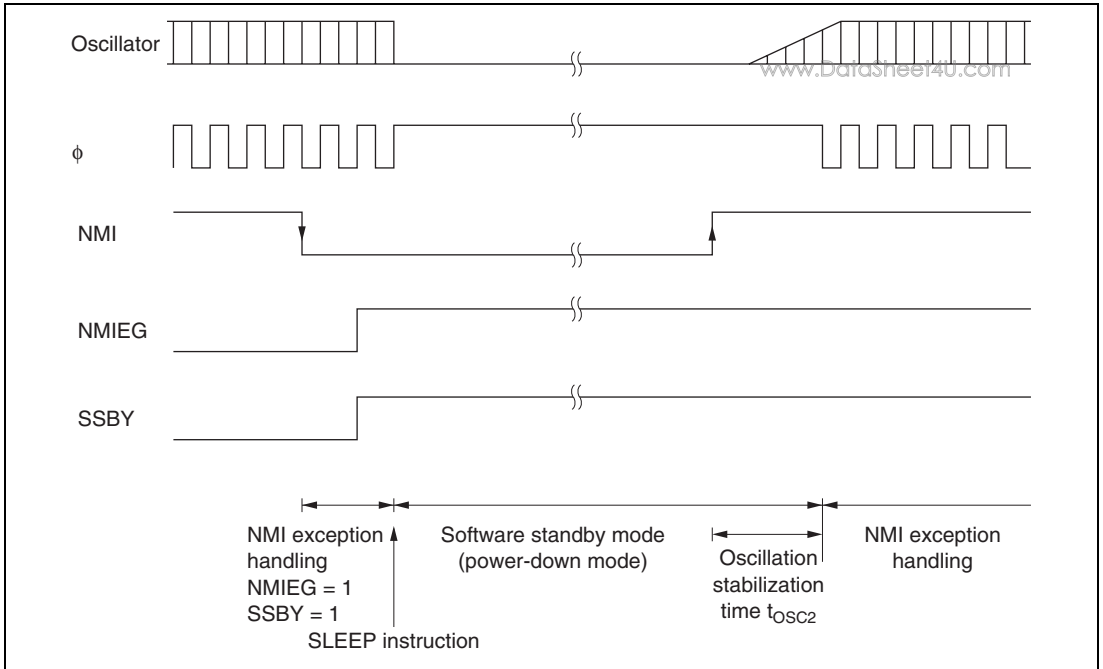 Oscillator
www.DataSheet4U.com
ϕ
NMI
NMIEG
SSBY
NMI exception
handling
NMIEG = 1
SSBY = 1
SLEEP instruction
Software standby mode
(power-down mode)
Oscillation
stabilization
time tOSC2
NMI exception
handling